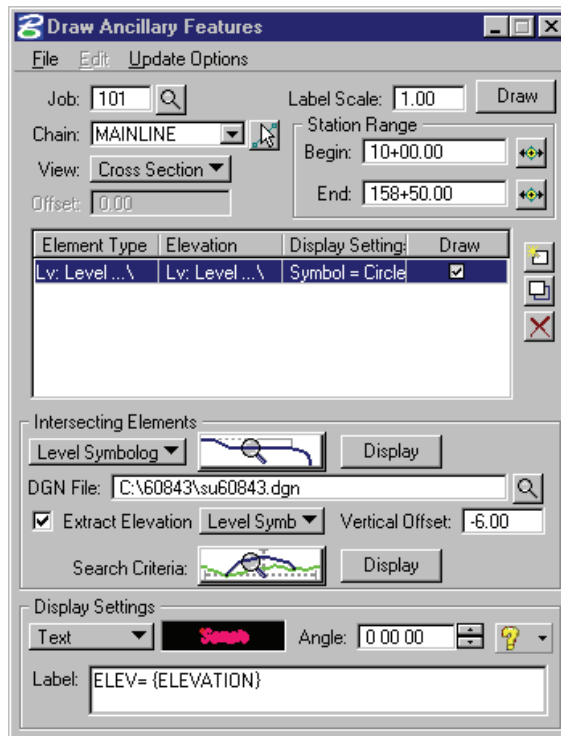 Draw Ancillary Features
File Edit Update Options
Job: 101 Label Scale: 1.00 Draw
Chain: MAINLINE Station Range
View: Cross Section Begin: 10+00.00
Offset: 0.00 End: 158+50.00
Element Type Elevation Display Setting: Draw
Lv: Level ...\ Lv: Level ...\ Symbol = Circle
Intersecting Elements
Level Symbolog Display
DGN File: C:\60843\su60843.dgn
Extract Elevation Level Symb Vertical Offset: -6.00
Search Criteria: Display
Display Settings
Text Angle: 0 00 00
Label: ELEV= {ELEVATION}